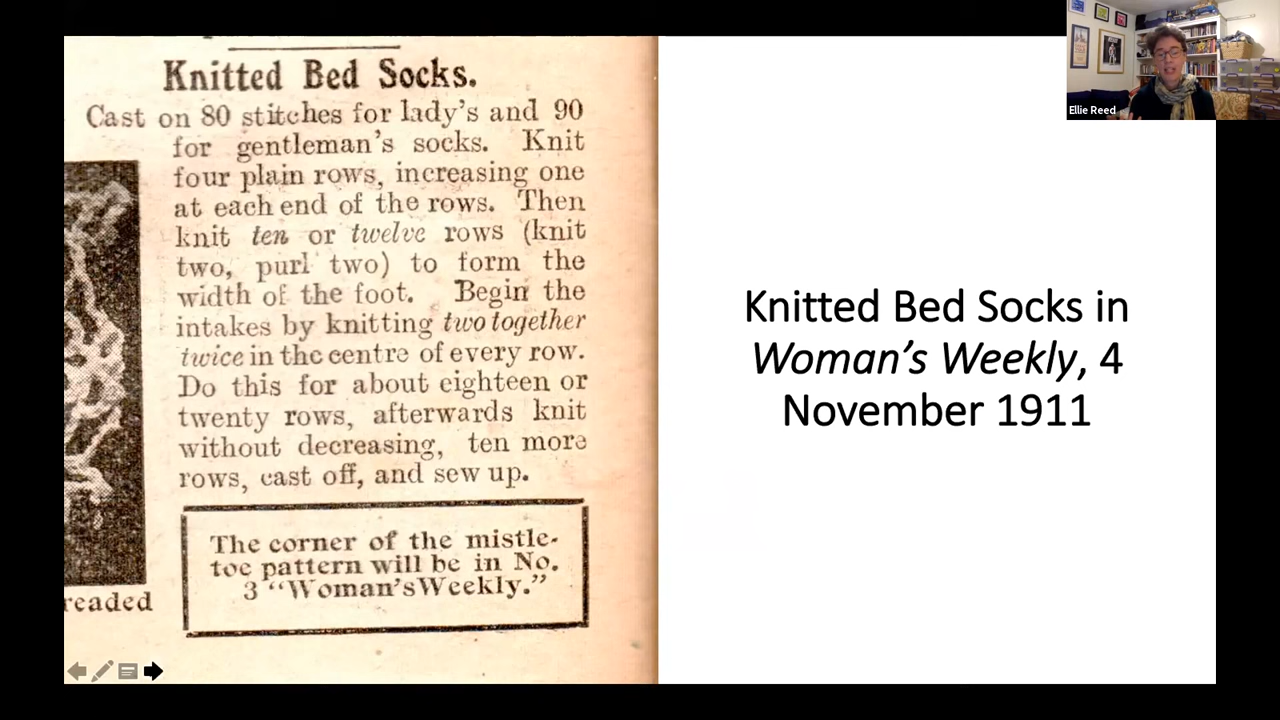 Knitted Bed Socks.
Cast on 80 stitches for lady's and 90
for gentleman's socks. Knit
four plain rows, increasing one
at each end of the rows. Then
knit ten or twelve rows (knit
two, purl two) to form the
width of the foot. Begin the
intakes by knitting two together
twice in the centre of every row.
Do this for about eighteen or
twenty rows, afterwards knit
without decreasing, ten more
rows, cast off, and sew up.
The corner of the mistle-
toe pattern will be in No.
3 "Woman's Weekly."
Knitted Bed Socks in
Woman's Weekly, 4
November 1911
Ellie Reed